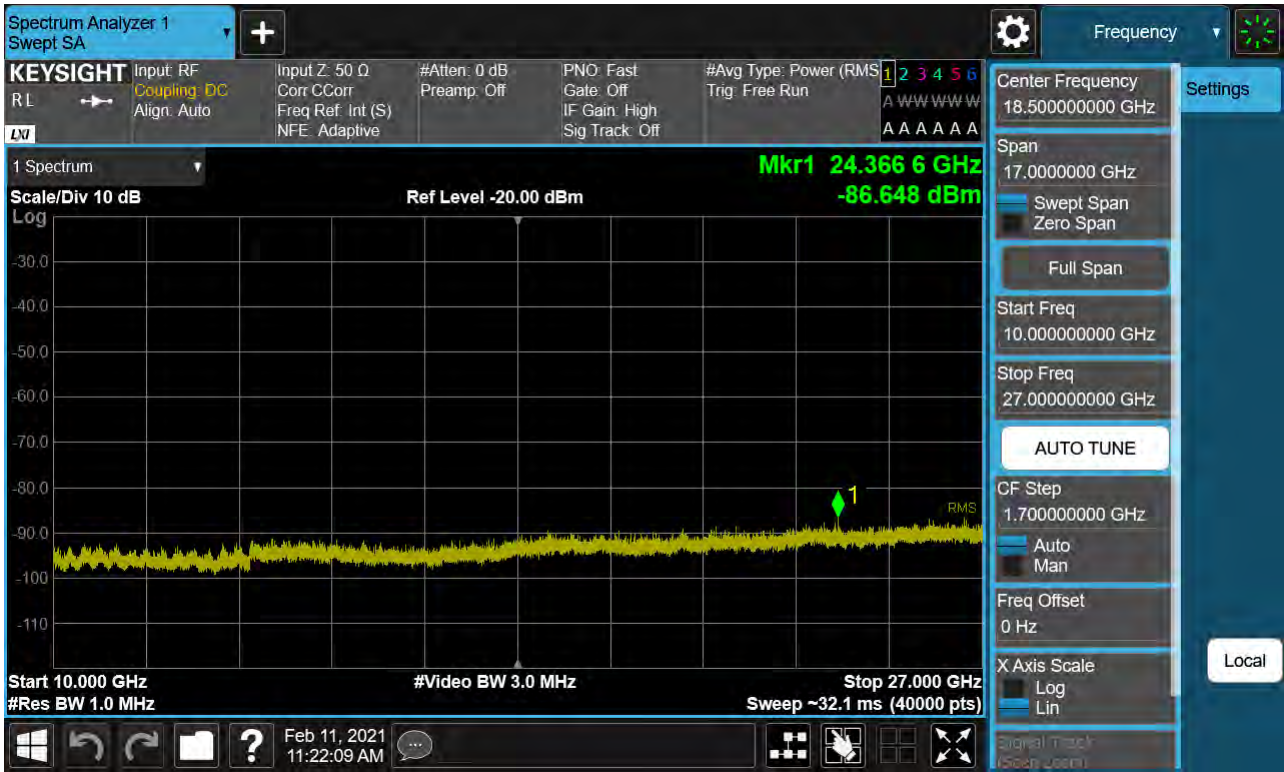 Spectrum Analyzer 1
Swept SA
Frequency
KEYSIGHT
Input: RF
Coupling: DC
Align: Auto
Input Z: 50 Ω
Corr CCorr
Freq Ref: Int (S)
NFE: Adaptive
#Atten: 0 dB
Preamp: Off
PNO: Fast
Gate: Off
IF Gain: High
Sig Track: Off
#Avg Type: Power (RMS
Trig: Free Run
1 2 3 4 5 6
A W W W W W
A A A A A A
R L
LXI
1 Spectrum
Scale/Div 10 dB
Ref Level -20.00 dBm
Mkr1 24.366 6 GHz
-86.648 dBm
Log
-30.0
-40.0
-50.0
-60.0
-70.0
-80.0
-90.0
-100
-110
1
RMS
Start 10.000 GHz
#Res BW 1.0 MHz
#Video BW 3.0 MHz
Stop 27.000 GHz
Sweep ~32.1 ms (40000 pts)
Center Frequency
18.500000000 GHz
Span
17.0000000 GHz
Swept Span
Zero Span
Full Span
Start Freq
10.000000000 GHz
Stop Freq
27.000000000 GHz
AUTO TUNE
CF Step
1.700000000 GHz
Auto
Man
Freq Offset
0 Hz
X Axis Scale
Log
Lin
Signal Track
(Span Zoom)
Settings
Local
?
Feb 11, 2021
11:22:09 AM